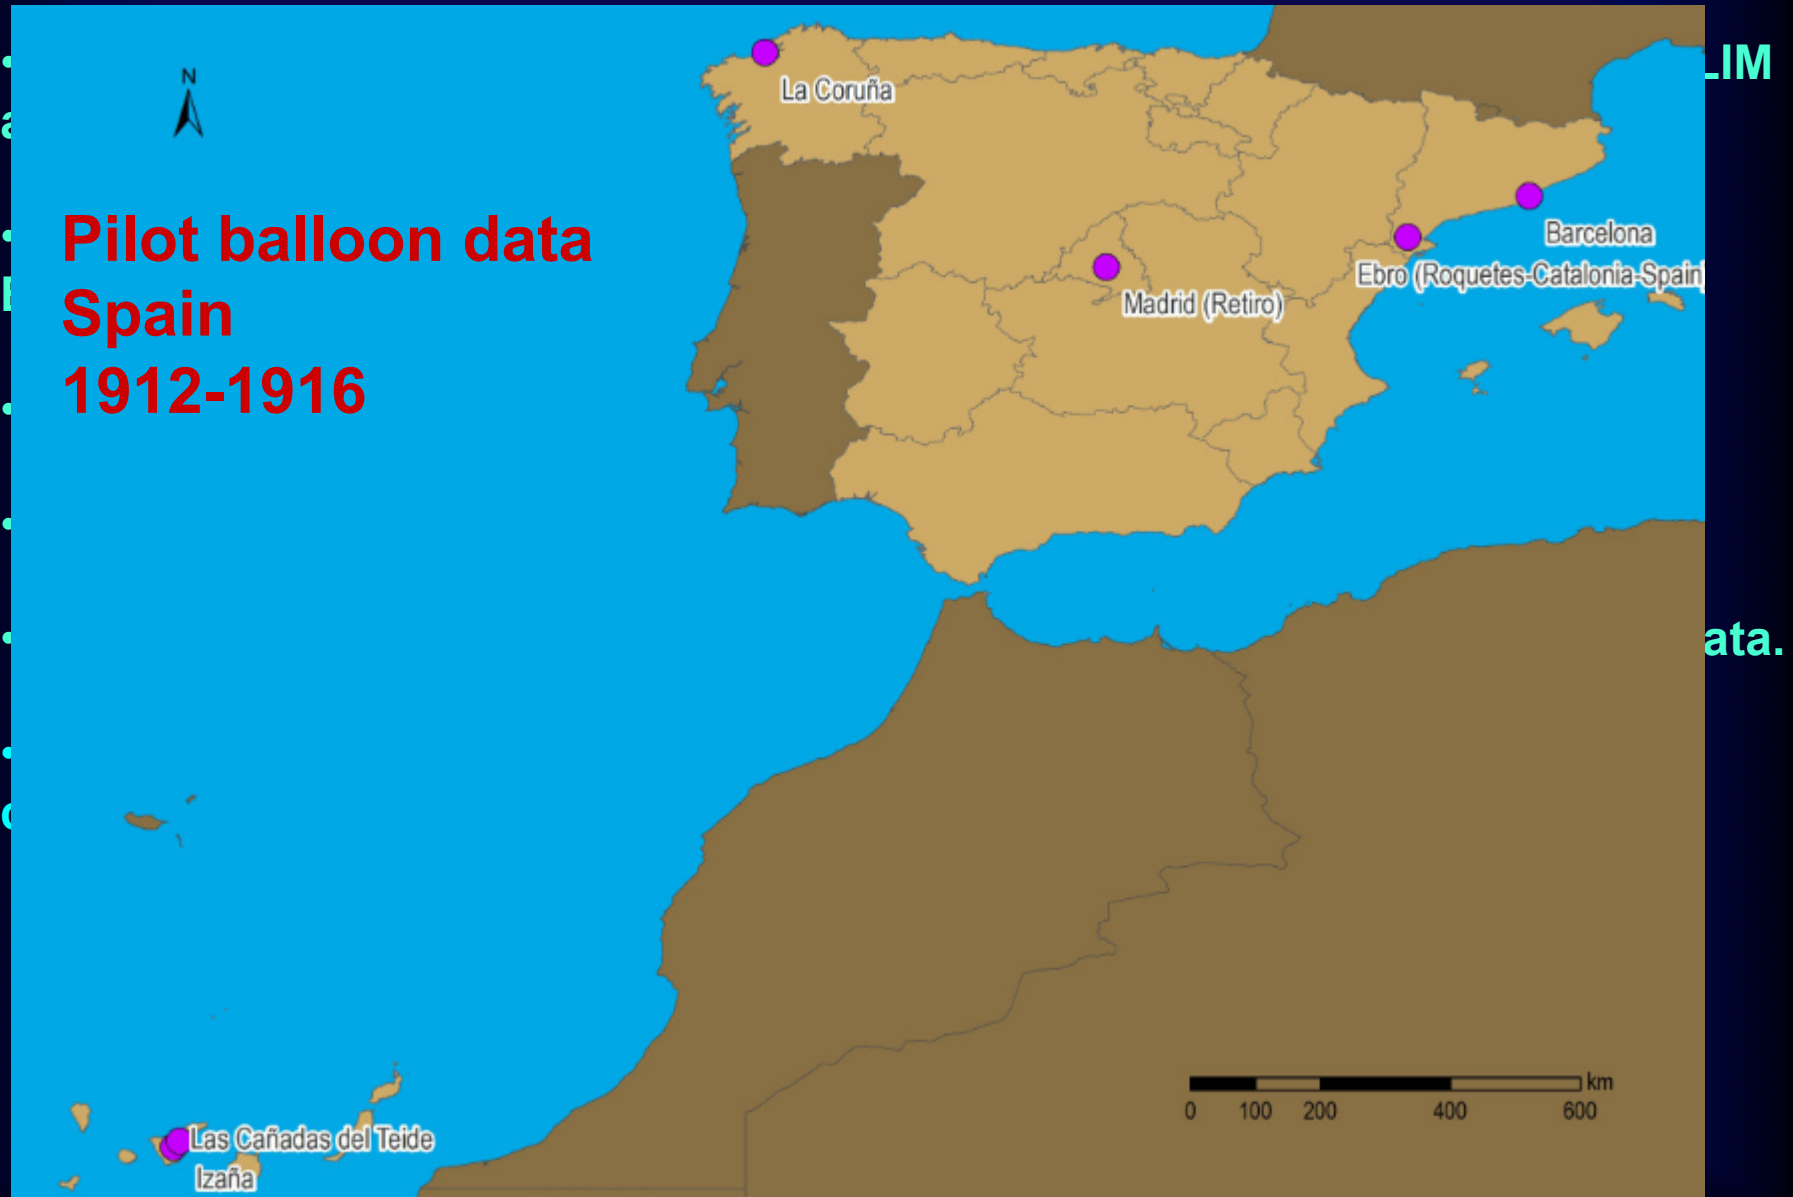 N
La Coruña
Pilot balloon data
Spain
1912-1916
Barcelona
Ebro (Roquetes-Catalonia-Spain)
Madrid (Retiro)
ata.
km
0 100 200 400 600
Las Cañadas del Teide
Izaña